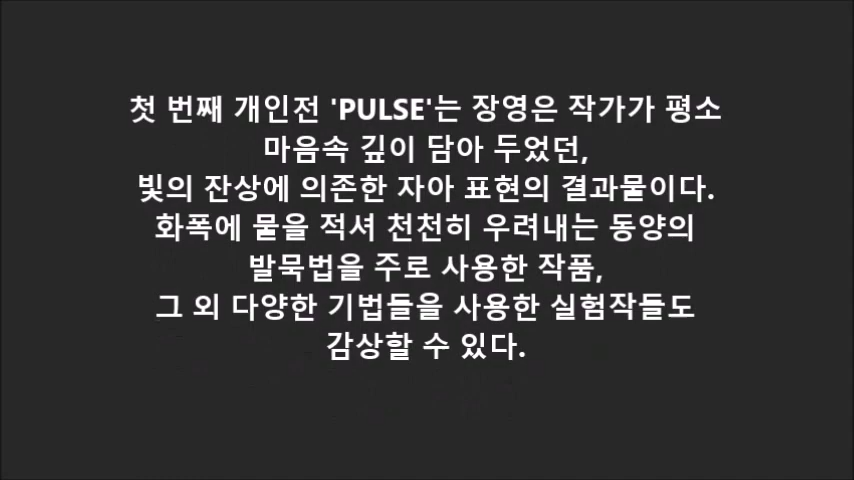 첫 번째 개인전 'PULSE'는 장영은 작가가 평소
마음속 깊이 담아 두었던,
빛의 잔상에 의존한 자아 표현의 결과물이다.
화폭에 물을 적셔 천천히 우려내는 동양의
발묵법을 주로 사용한 작품,
그 외 다양한 기법들을 사용한 실험작들도
감상할 수 있다.